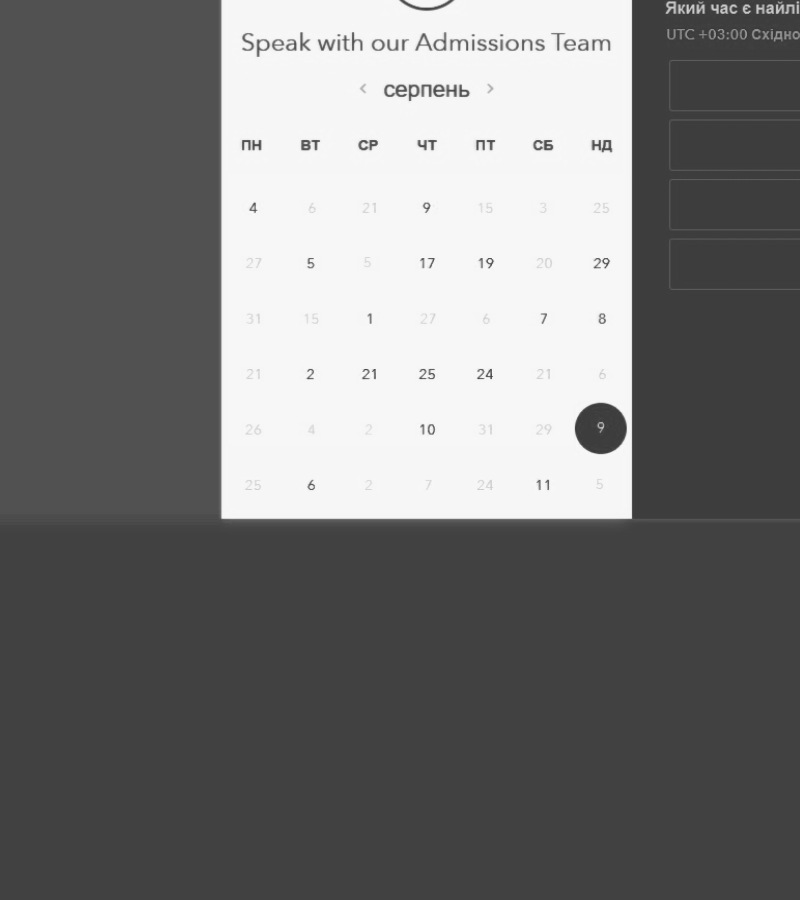 Який час є найлі
UTC +03:00 Східно
Speak with our Admissions Team
< серпень >
ПН ВТ СР ЧТ ПТ СБ НД
4 6 21 9 15 3 25
27 5 5 17 19 20 29
31 15 1 27 6 7 8
21 2 21 25 24 21 6
26 4 2 10 31 29 9
25 6 2 7 24 11 5